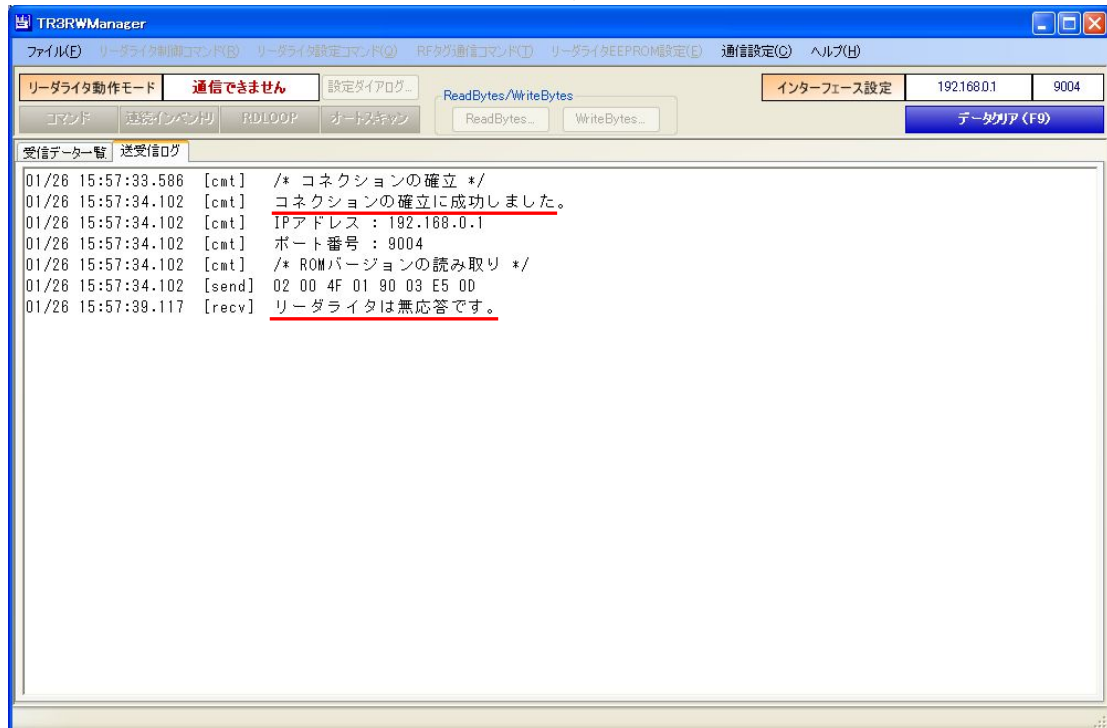 TR3RWManager
ファイル(F) リーダライタ制御コマンド(R) リーダライタ設定コマンド(Q) RFタグ通信コマンド(T) リーダライタEEPROM設定(E) 通信設定(C) ヘルプ(H)
リーダライタ動作モード 通信できません 設定ダイアログ... ReadBytes/WriteBytes インターフェース設定 192.168.0.1 9004
コマンド 連続インベントリ RDLOOP オートスキャン ReadBytes... WriteBytes... データクリア (F9)
受信データ一覧 送受信ログ
01/26 15:57:33.586 [cmt] /* コネクションの確立 */
01/26 15:57:34.102 [cmt] コネクションの確立に成功しました。
01/26 15:57:34.102 [cmt] IPアドレス : 192.168.0.1
01/26 15:57:34.102 [cmt] ポート番号 : 9004
01/26 15:57:34.102 [cmt] /* ROMバージョンの読み取り */
01/26 15:57:34.102 [send] 02 00 4F 01 90 03 E5 0D
01/26 15:57:39.117 [recv] リーダライタは無応答です。